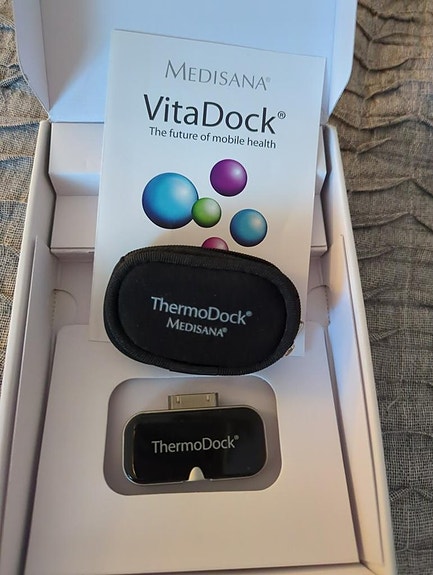 MEDISANA®
VitaDock®
The future of mobile health
ThermoDock®
MEDISANA®
ThermoDock®